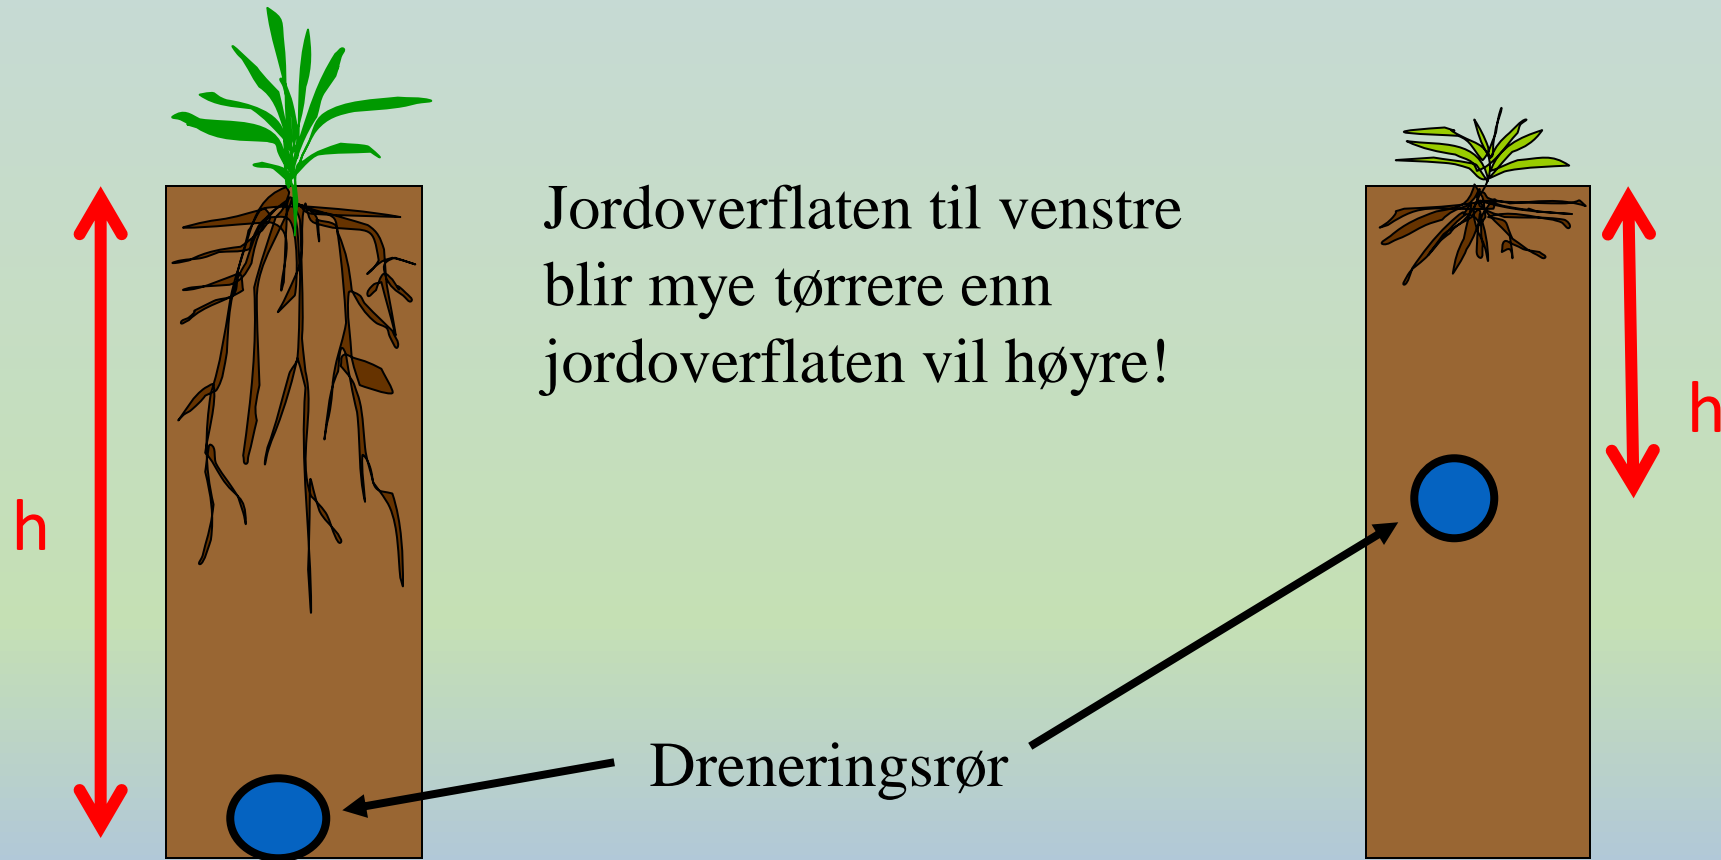 Jordoverflaten til venstre
blir mye tørrere enn
jordoverflaten vil høyre!
h
h
Dreneringsrør